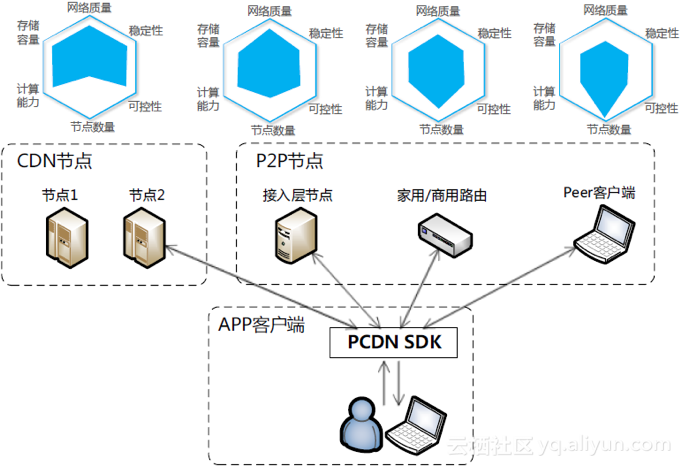 网络质量
存储
容量
稳定性
计算
能力
可控性
节点数量
网络质量
存储
容量
稳定性
计算
能力
可控性
节点数量
网络质量
存储
容量
稳定性
计算
能力
可控性
节点数量
网络质量
存储
容量
稳定性
计算
能力
可控性
节点数量
CDN节点
节点1
节点2
P2P节点
接入层节点
家用/商用路由
Peer客户端
APP客户端
PCDN SDK
云栖社区 yq.aliyun.com